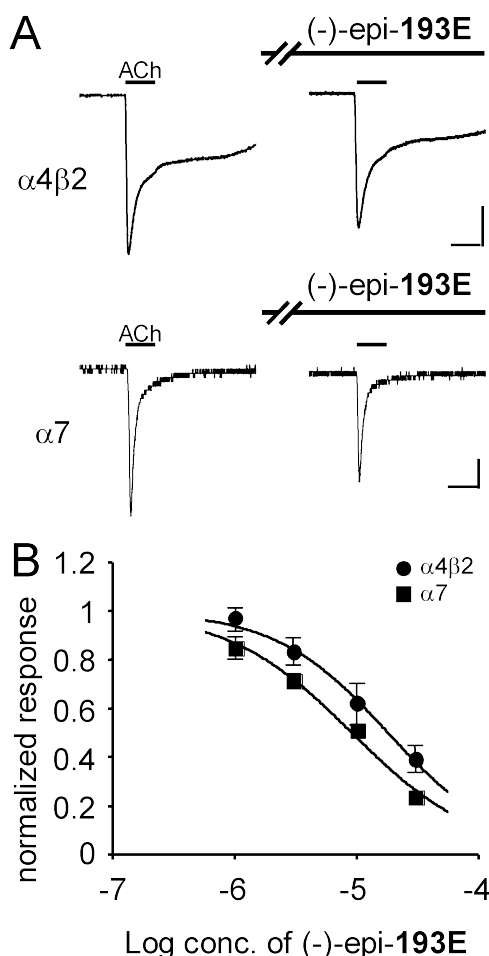 A
(-)-epi-193E
ACh
α4β2
(-)-epi-193E
ACh
α7
B
1.2
1
0.8
0.6
0.4
0.2
0
normalized response
α4β2
α7
-7 -6 -5 -4
Log conc. of (-)-epi-193E